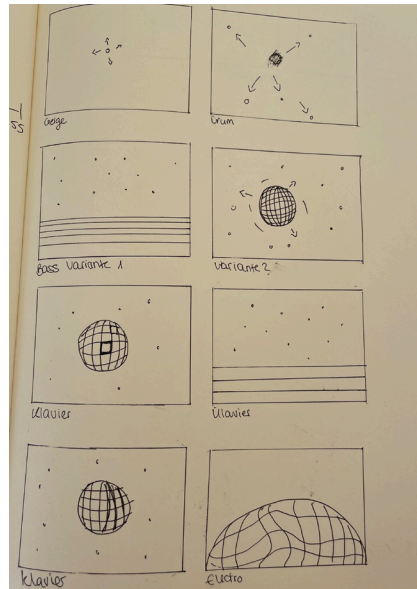 Geige
Drum
Bass Variante 1
Variante 2
Klavier
Klavier
Klavier
Electro